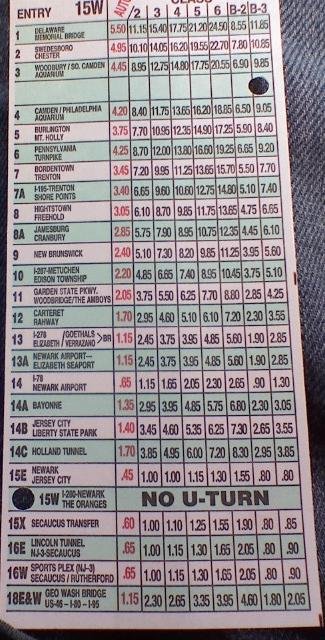 ENTRY 15W AUTO CLASS
/2 3 4 5 6 B-2 B-3
1 DELAWARE MEMORIAL BRIDGE 5.50 11.15 15.40 17.75 21.20 24.50 8.55 11.85
2 SWEDESBORO CHESTER 4.95 10.10 14.05 16.20 19.55 22.70 7.80 10.85
3 WOODBURY/SO. CAMDEN AQUARIUM 4.45 8.95 12.75 14.80 17.75 20.55 6.90 9.85
4 CAMDEN / PHILADELPHIA AQUARIUM 4.20 8.40 11.75 13.65 16.20 18.85 6.50 9.05
5 BURLINGTON MT. HOLLY 3.75 7.70 10.95 12.35 14.90 17.25 5.90 8.40
6 PENNSYLVANIA TURNPIKE 4.25 8.70 12.00 13.80 16.60 19.25 6.65 9.20
7 BORDENTOWN TRENTON 3.45 7.20 9.95 11.25 13.65 15.70 5.50 7.70
7A I-195-TRENTON SHORE POINTS 3.40 6.65 9.60 10.60 12.75 14.80 5.10 7.40
8 HIGHTSTOWN FREEHOLD 3.05 6.10 8.70 9.85 11.75 13.65 4.75 6.65
8A JAMESBURG CRANBURY 2.85 5.75 7.90 8.95 10.75 12.35 4.45 6.10
9 NEW BRUNSWICK 2.40 5.10 7.30 8.20 9.85 11.25 3.95 5.60
10 I-287-METUCHEN EDISON TOWNSHIP 2.20 4.85 6.65 7.40 8.95 10.45 3.75 5.10
11 GARDEN STATE PKWY. WOODBRIDGE/THE AMBOYS 2.05 3.75 5.50 6.25 7.70 8.80 2.85 4.25
12 CARTERET RAHWAY 1.70 2.95 4.60 5.10 6.10 7.20 2.30 3.55
13 I-278 ELIZABETH / (GOETHALS VERRAZANO >BR 1.15 2.45 3.75 3.95 4.85 5.60 1.90 2.85
13A NEWARK AIRPORT— ELIZABETH SEAPORT 1.15 2.45 3.75 3.95 4.85 5.60 1.90 2.85
14 I-78 NEWARK AIRPORT .65 1.15 1.65 2.05 2.30 2.65 .90 1.30
14A BAYONNE 1.35 2.95 3.95 4.85 5.75 6.80 2.30 3.05
14B JERSEY CITY LIBERTY STATE PARK 1.40 3.45 4.60 5.35 6.25 7.30 2.65 3.55
14C HOLLAND TUNNEL 1.70 3.85 4.95 6.00 7.20 8.30 2.95 3.85
15E NEWARK JERSEY CITY .45 1.00 1.00 1.15 1.30 1.55 .80 .80
15W I-280-NEWARK THE ORANGES NO U-TURN
15X SECAUCUS TRANSFER .60 1.00 1.10 1.25 1.55 1.90 .80 .85
16E LINCOLN TUNNEL NJ-3-SECAUCUS .65 1.00 1.15 1.30 1.65 2.05 .80 .90
16W SPORTS PLEX (NJ-3) SECAUCUS / RUTHERFORD .65 1.00 1.15 1.30 1.65 2.05 .80 .90
18E&W GEO WASH BRIDGE US-46 - I-80 - I-95 1.15 2.30 2.65 3.35 3.95 4.60 1.80 2.05